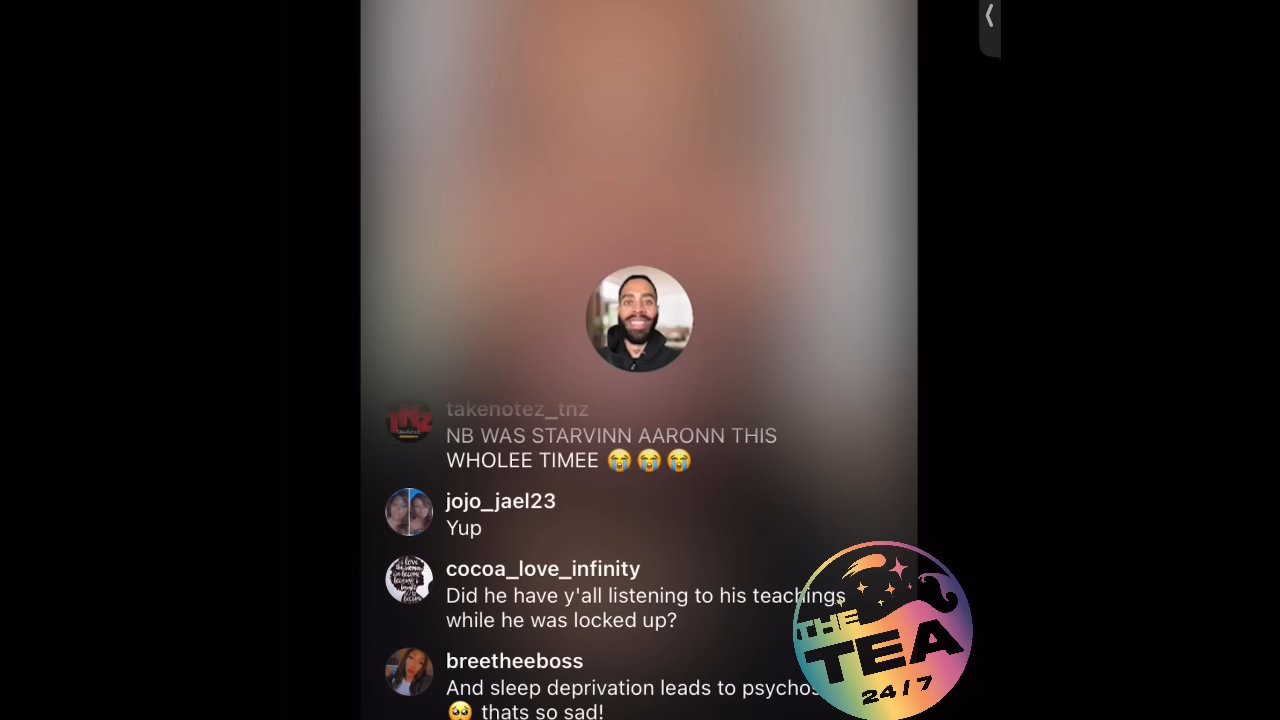 takenotez_tnz
NB WAS STARVINN AARONN THIS
WHOLEE TIMEE 😭😭😭
jojo_jael23
Yup
cocoa_love_infinity
Did he have y'all listening to his teachings
while he was locked up?
breetheeboss
And sleep deprivation leads to psychos
🥺 thats so sad!
TNZ
THE
TEA
24/7